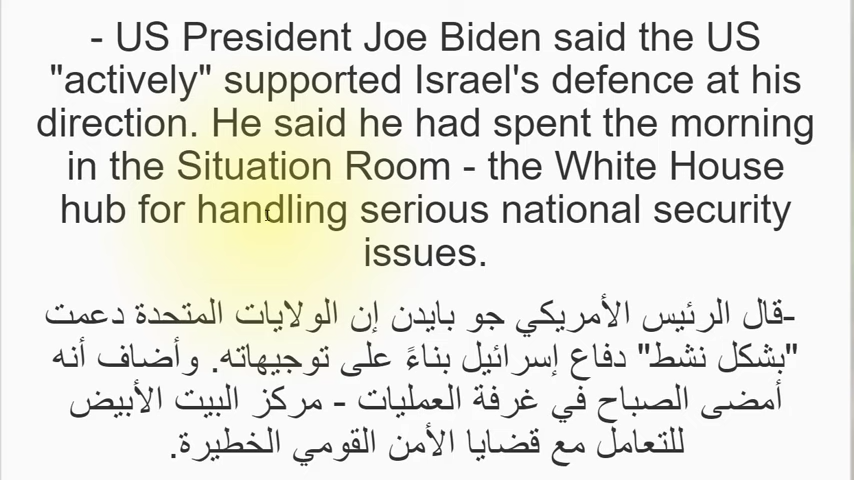 - US President Joe Biden said the US
"actively" supported Israel's defence at his
direction. He said he had spent the morning
in the Situation Room - the White House
hub for handling serious national security
issues.
-قال الرئيس الأمريكي جو بايدن إن الولايات المتحدة دعمت
"بشكل نشط" دفاع إسرائيل بناءً على توجيهاته. وأضاف أنه
أمضى الصباح في غرفة العمليات - مركز البيت الأبيض
للتعامل مع قضايا الأمن القومي الخطيرة.